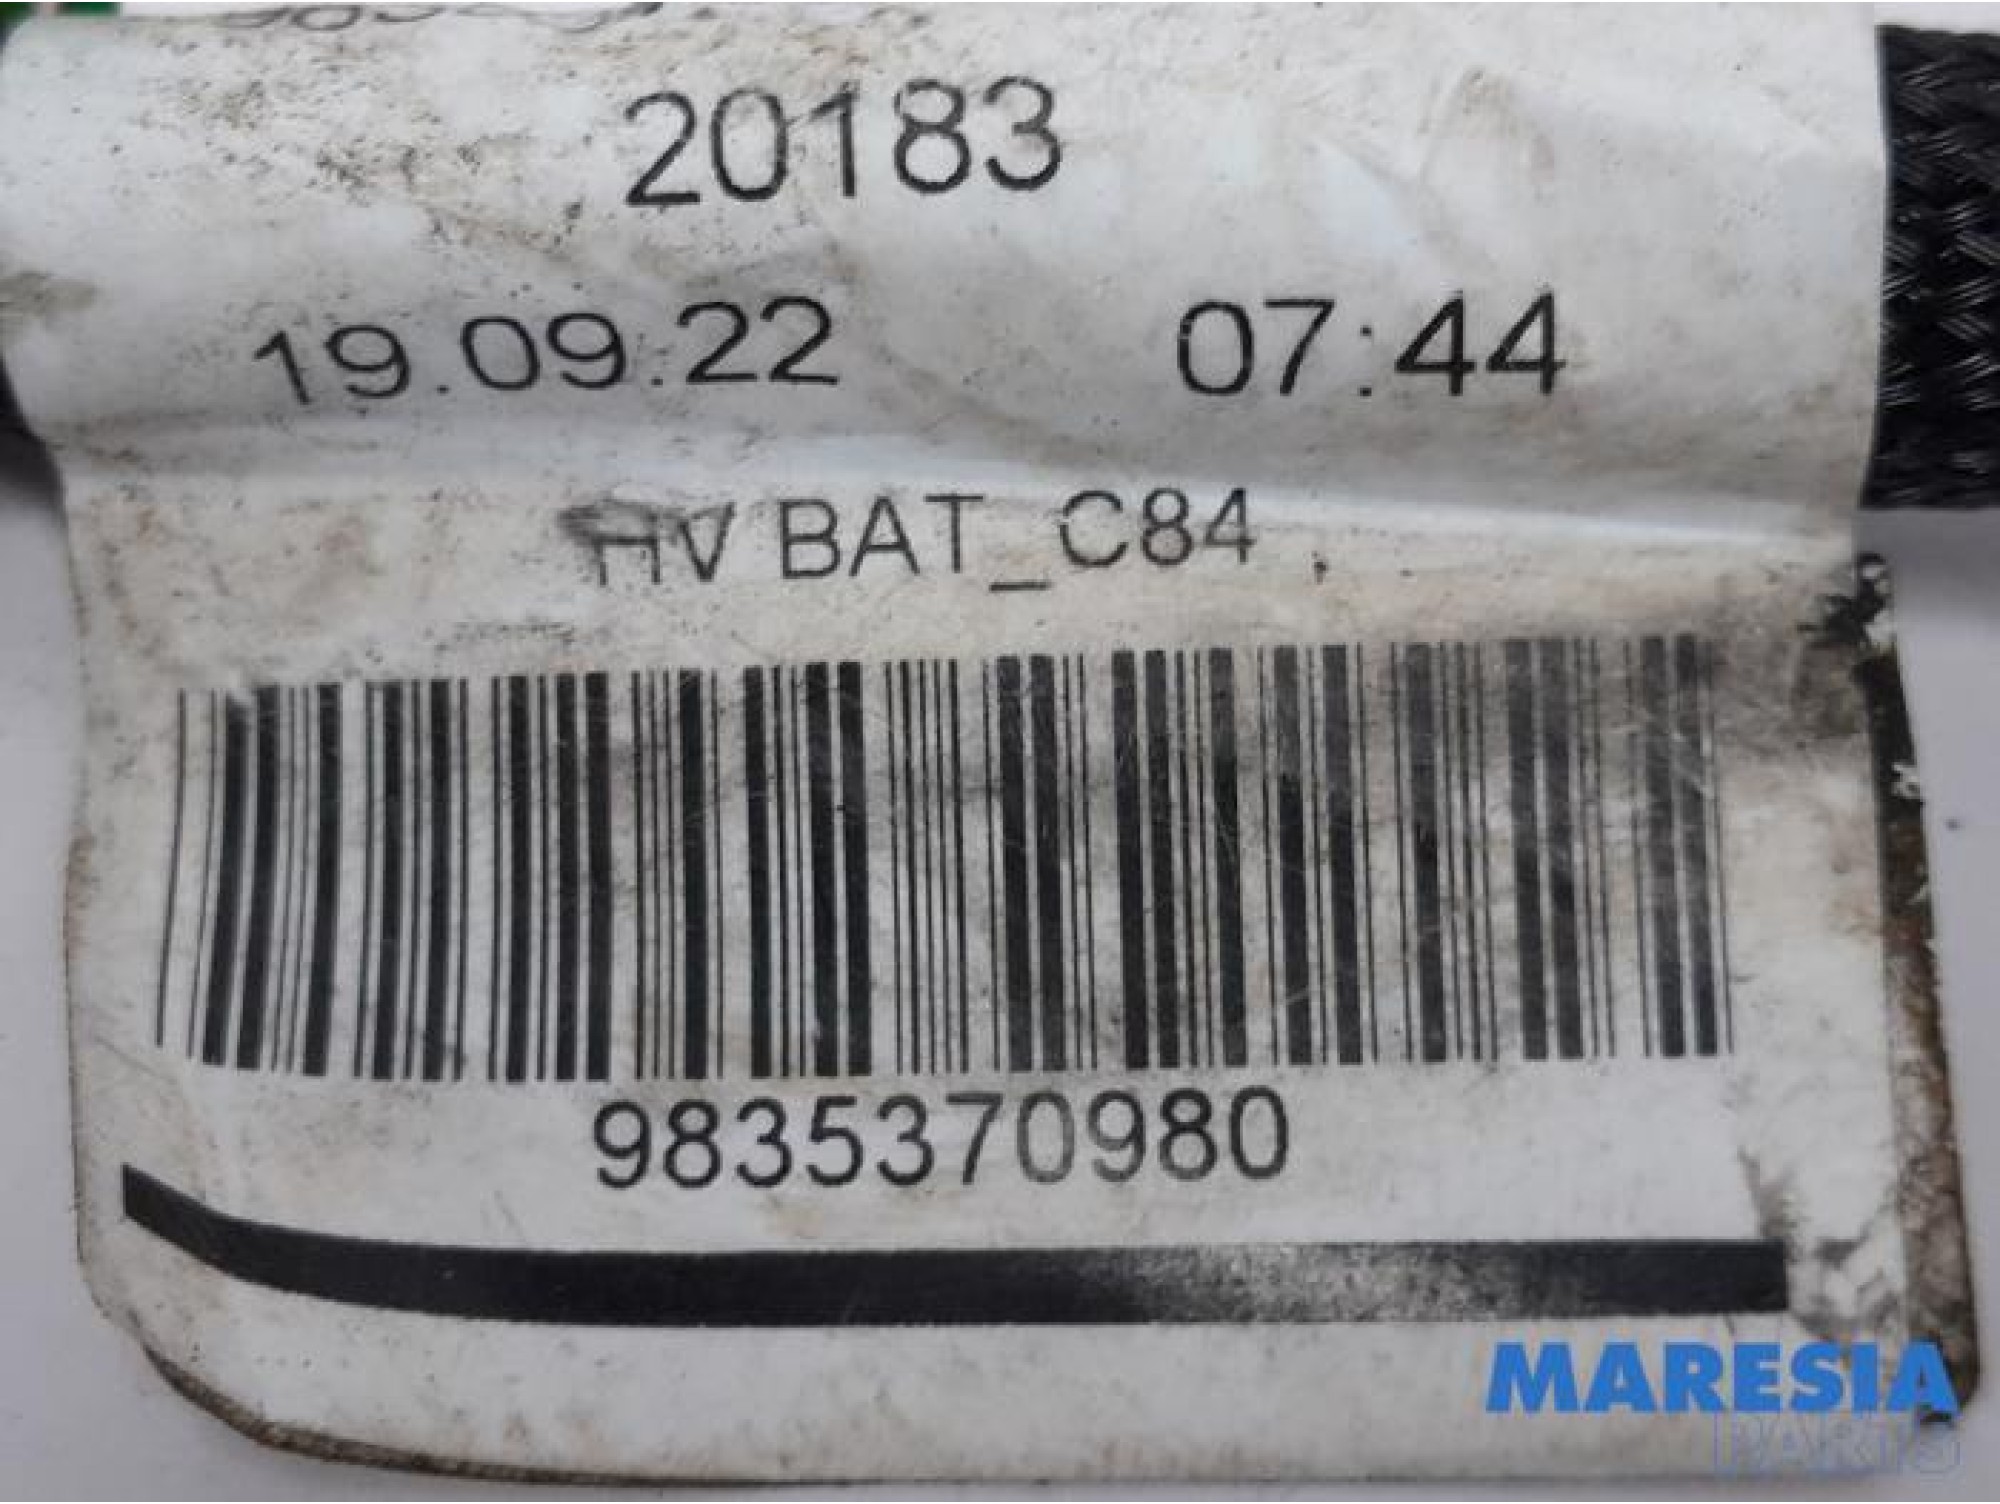 20183
19.09.22 07:44
HV BAT_C84
9835370980
MARESIA
PARTS